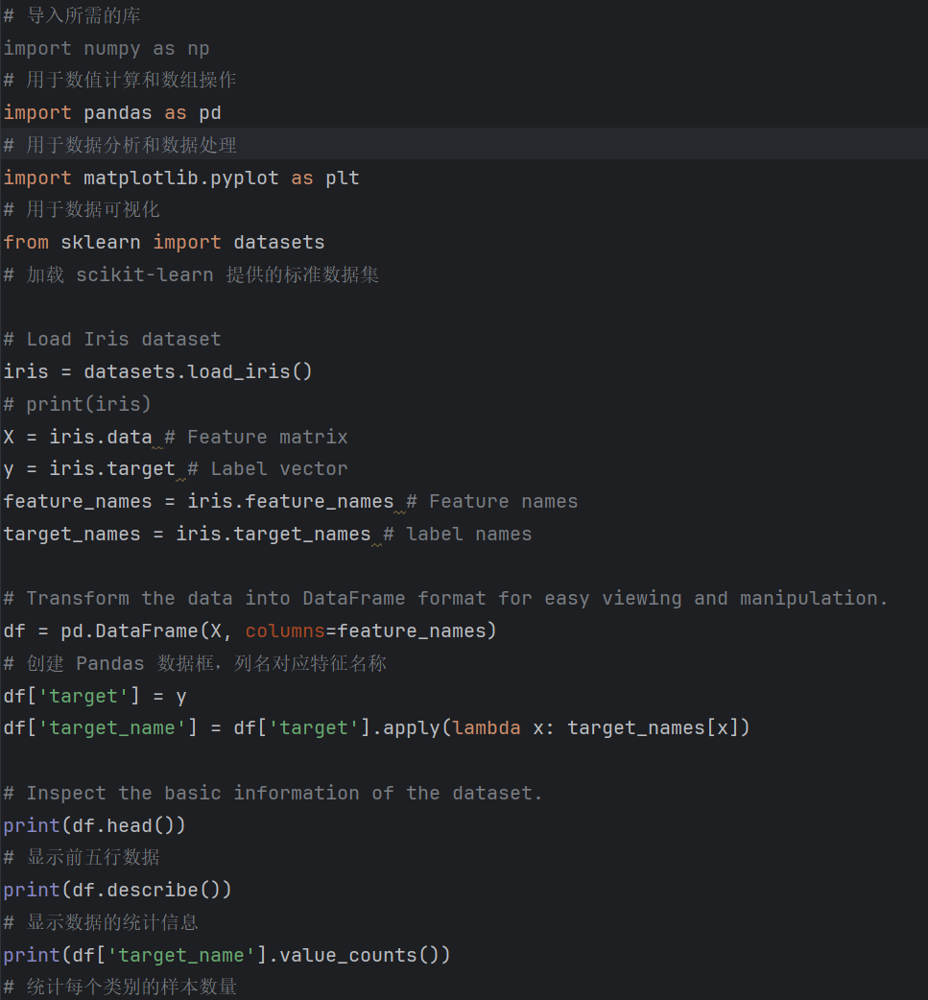 # 导入所需的库
import numpy as np
# 用于数值计算和数组操作
import pandas as pd
# 用于数据分析和数据处理
import matplotlib.pyplot as plt
# 用于数据可视化
from sklearn import datasets
# 加载 scikit-learn 提供的标准数据集
# Load Iris dataset
iris = datasets.load_iris()
# print(iris)
X = iris.data # Feature matrix
y = iris.target # Label vector
feature_names = iris.feature_names # Feature names
target_names = iris.target_names # label names
# Transform the data into DataFrame format for easy viewing and manipulation.
df = pd.DataFrame(X, columns=feature_names)
# 创建 Pandas 数据框，列名对应特征名称
df['target'] = y
df['target_name'] = df['target'].apply(lambda x: target_names[x])
# Inspect the basic information of the dataset.
print(df.head())
# 显示前五行数据
print(df.describe())
# 显示数据的统计信息
print(df['target_name'].value_counts())
# 统计每个类别的样本数量